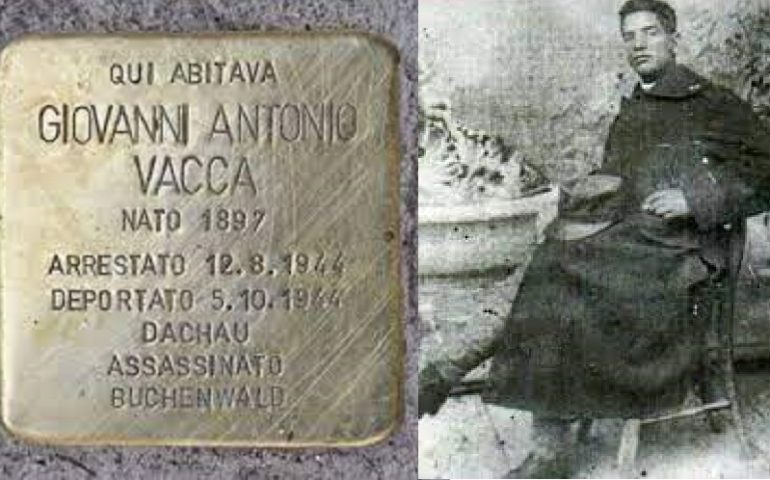 QUI ABITAVA
GIOVANNI ANTONIO
VACCA
NATO 1897
ARRESTATO 12.8.1944
DEPORTATO 5.10.1944
DACHAU
ASSASSINATO
BUCHENWALD